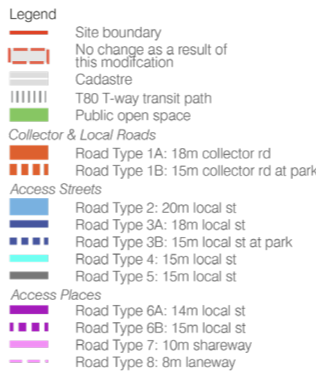 Legend
Site boundary
No change as a result of
this modifcation
Cadastre
T80 T-way transit path
Public open space
Collector & Local Roads
Road Type 1A: 18m collector rd
Road Type 1B: 15m collector rd at park
Access Streets
Road Type 2: 20m local st
Road Type 3A: 18m local st
Road Type 3B: 15m local st at park
Road Type 4: 15m local st
Road Type 5: 15m local st
Access Places
Road Type 6A: 14m local st
Road Type 6B: 15m local st
Road Type 7: 10m shareway
Road Type 8: 8m laneway